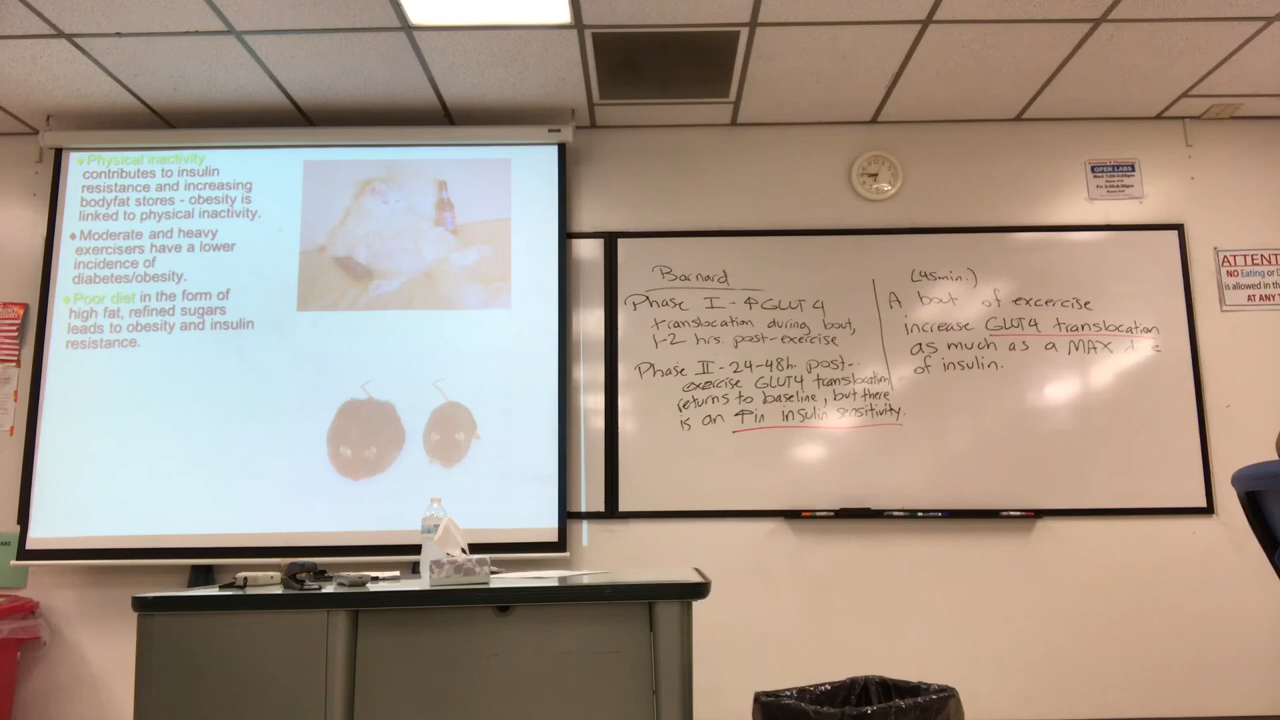 Physical inactivity
contributes to insulin
resistance and increasing
bodyfat stores - obesity is
linked to physical inactivity.
Moderate and heavy
exercisers have a lower
incidence of
diabetes/obesity.
Poor diet in the form of
high fat, refined sugars
leads to obesity and insulin
resistance.
Barnard
Phase I - ↑GLUT4
translocation during bout,
1-2 hrs. post-exercise
Phase II - 24-48h. post-
exercise GLUT4 translocation
returns to baseline, but there
is an ↑ in insulin sensitivity.
(45min.)
A bout of excercise
increase GLUT4 translocation
as much as a MAX
of insulin.
OPEN LABS
ATTENT
NO Eating or D
is allowed in the
AT ANY